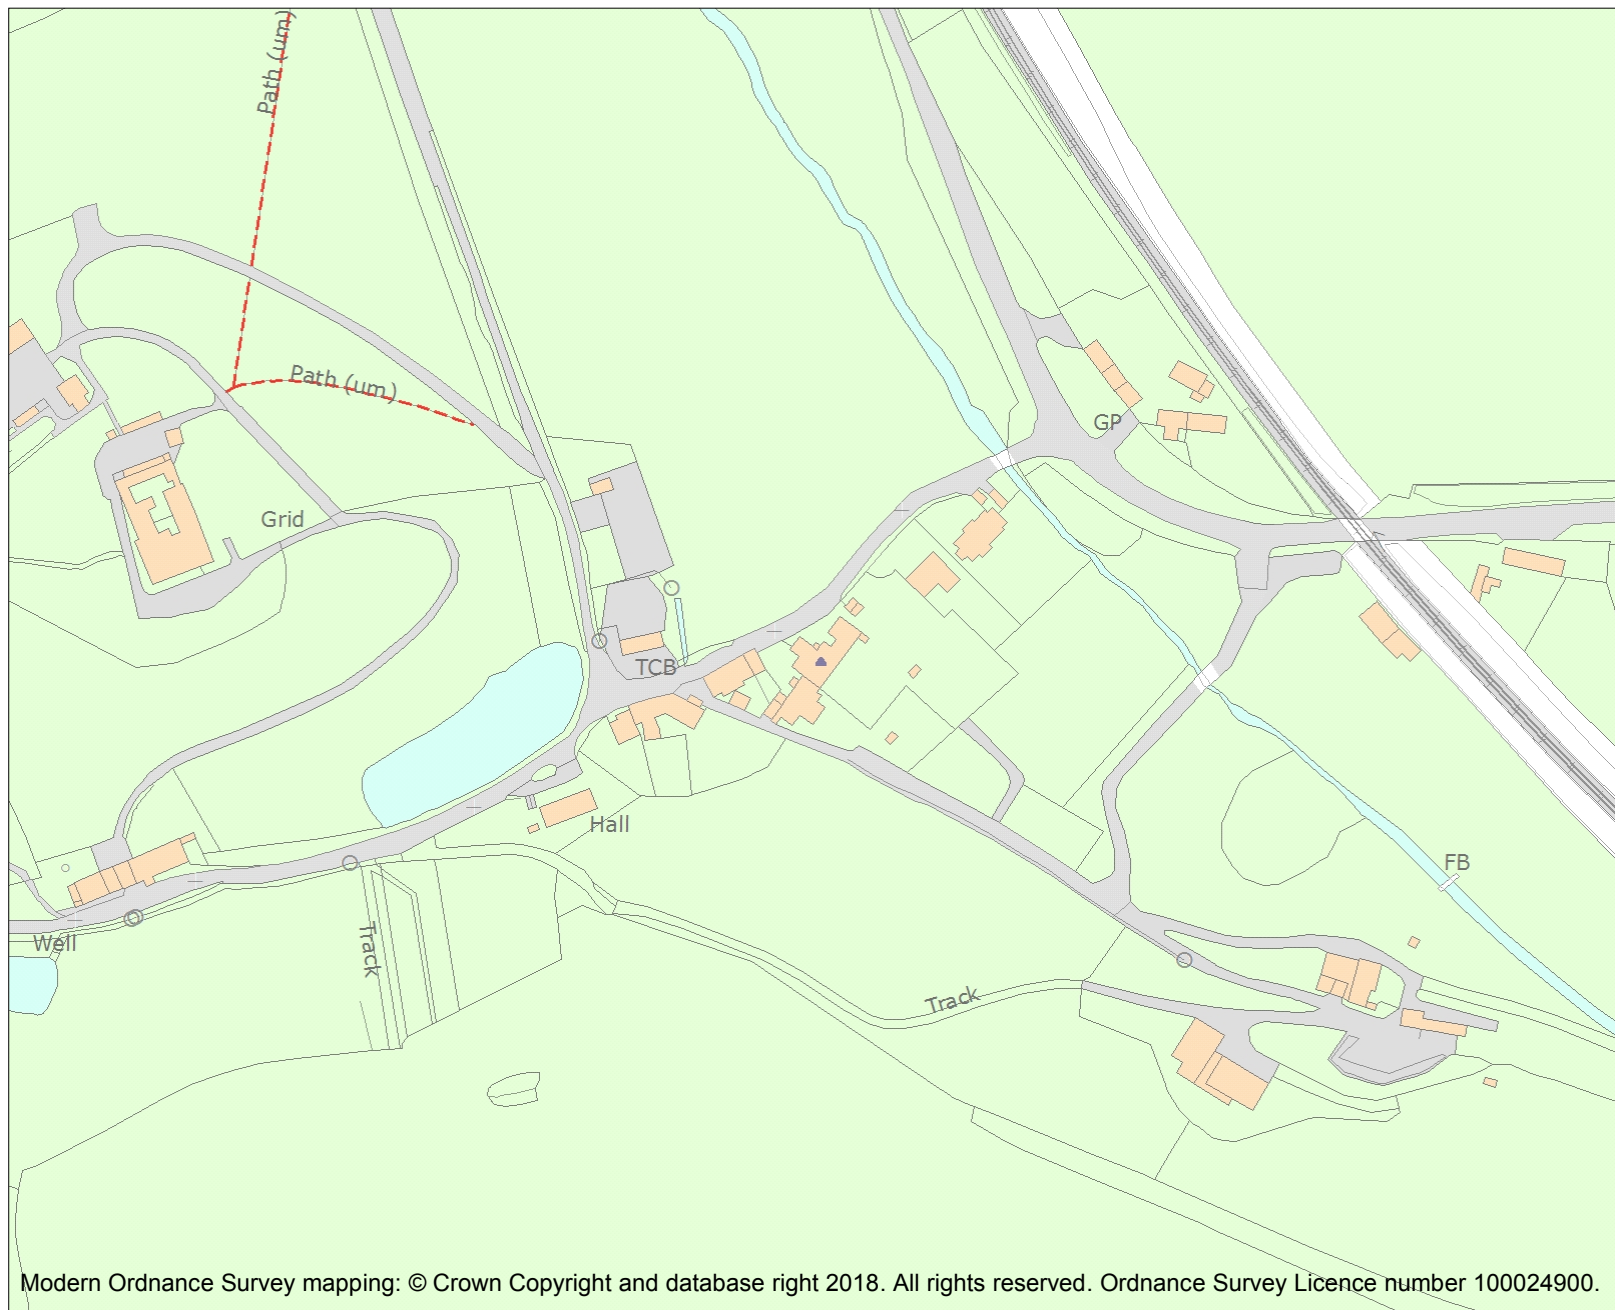 Path (um)
Path (um)
GP
Grid
TCB
Hall
FB
Well
Track
Track
Modern Ordnance Survey mapping: © Crown Copyright and database right 2018. All rights reserved. Ordnance Survey Licence number 100024900.